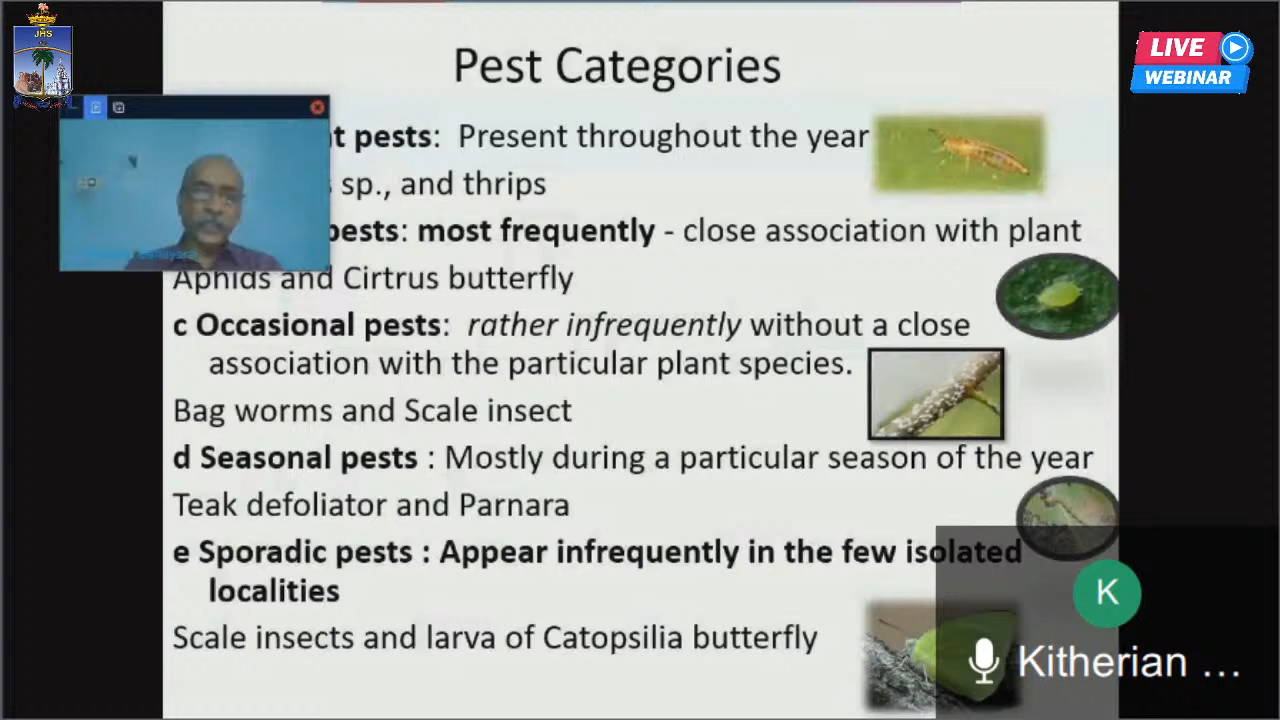 JHS
LIVE
WEBINAR
Pest Categories
t pests: Present throughout the year
sp., and thrips
pests: most frequently - close association with plant
Aphids and Cirtrus butterfly
c Occasional pests: rather infrequently without a close
association with the particular plant species.
Bag worms and Scale insect
d Seasonal pests : Mostly during a particular season of the year
Teak defoliator and Parnara
e Sporadic pests : Appear infrequently in the few isolated
localities
Scale insects and larva of Catopsilia butterfly
K
Kitherian ...